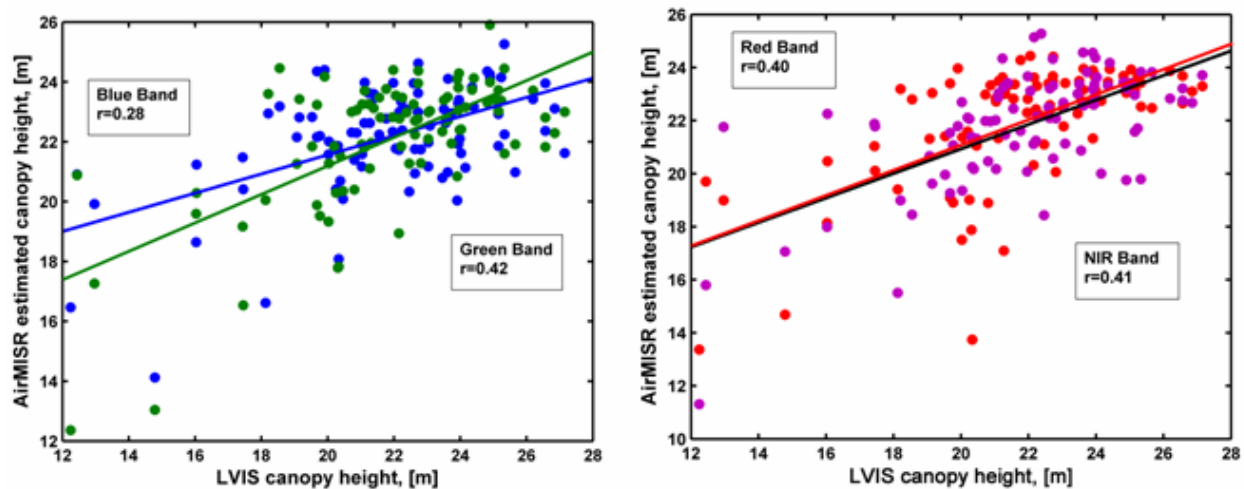 26
24
22
20
18
16
14
12
12 14 16 18 20 22 24 26 28
AirMISR estimated canopy height, [m]
LVIS canopy height, [m]
Blue Band
r=0.28
Green Band
r=0.42
26
24
22
20
18
16
14
12
10
12 14 16 18 20 22 24 26 28
AirMISR estimated canopy height, [m]
LVIS canopy height, [m]
Red Band
r=0.40
NIR Band
r=0.41